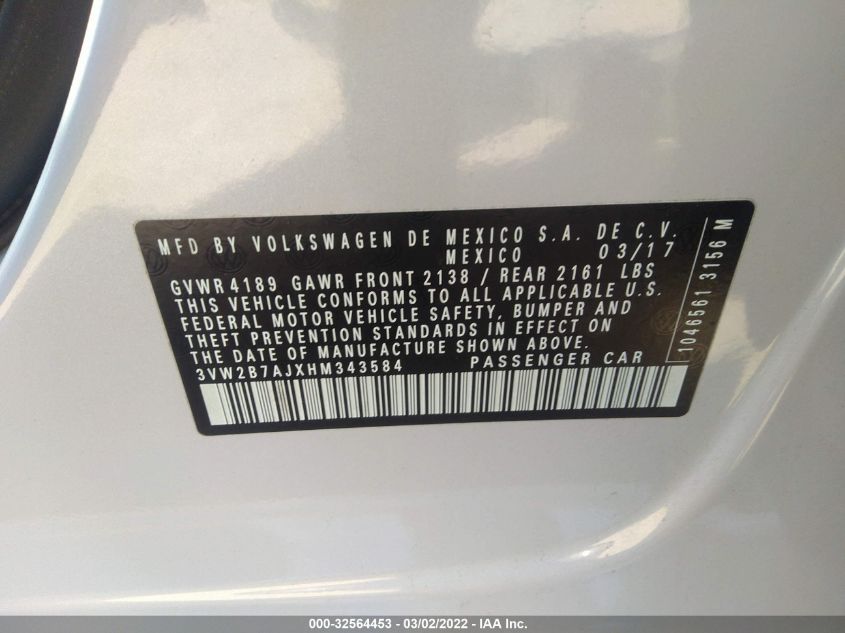 MFD BY VOLKSWAGEN DE MEXICO S.A. DE C.V.
MEXICO 03/17
GVWR 4189 GAWR FRONT 2138 / REAR 2161 LBS
THIS VEHICLE CONFORMS TO ALL APPLICABLE U.S.
FEDERAL MOTOR VEHICLE SAFETY, BUMPER AND
THEFT PREVENTION STANDARDS IN EFFECT ON
THE DATE OF MANUFACTURE SHOWN ABOVE.
3VW2B7AJXHM343584 PASSENGER CAR
1046561 3156 M
000-32564453 - 03/02/2022 - IAA Inc.